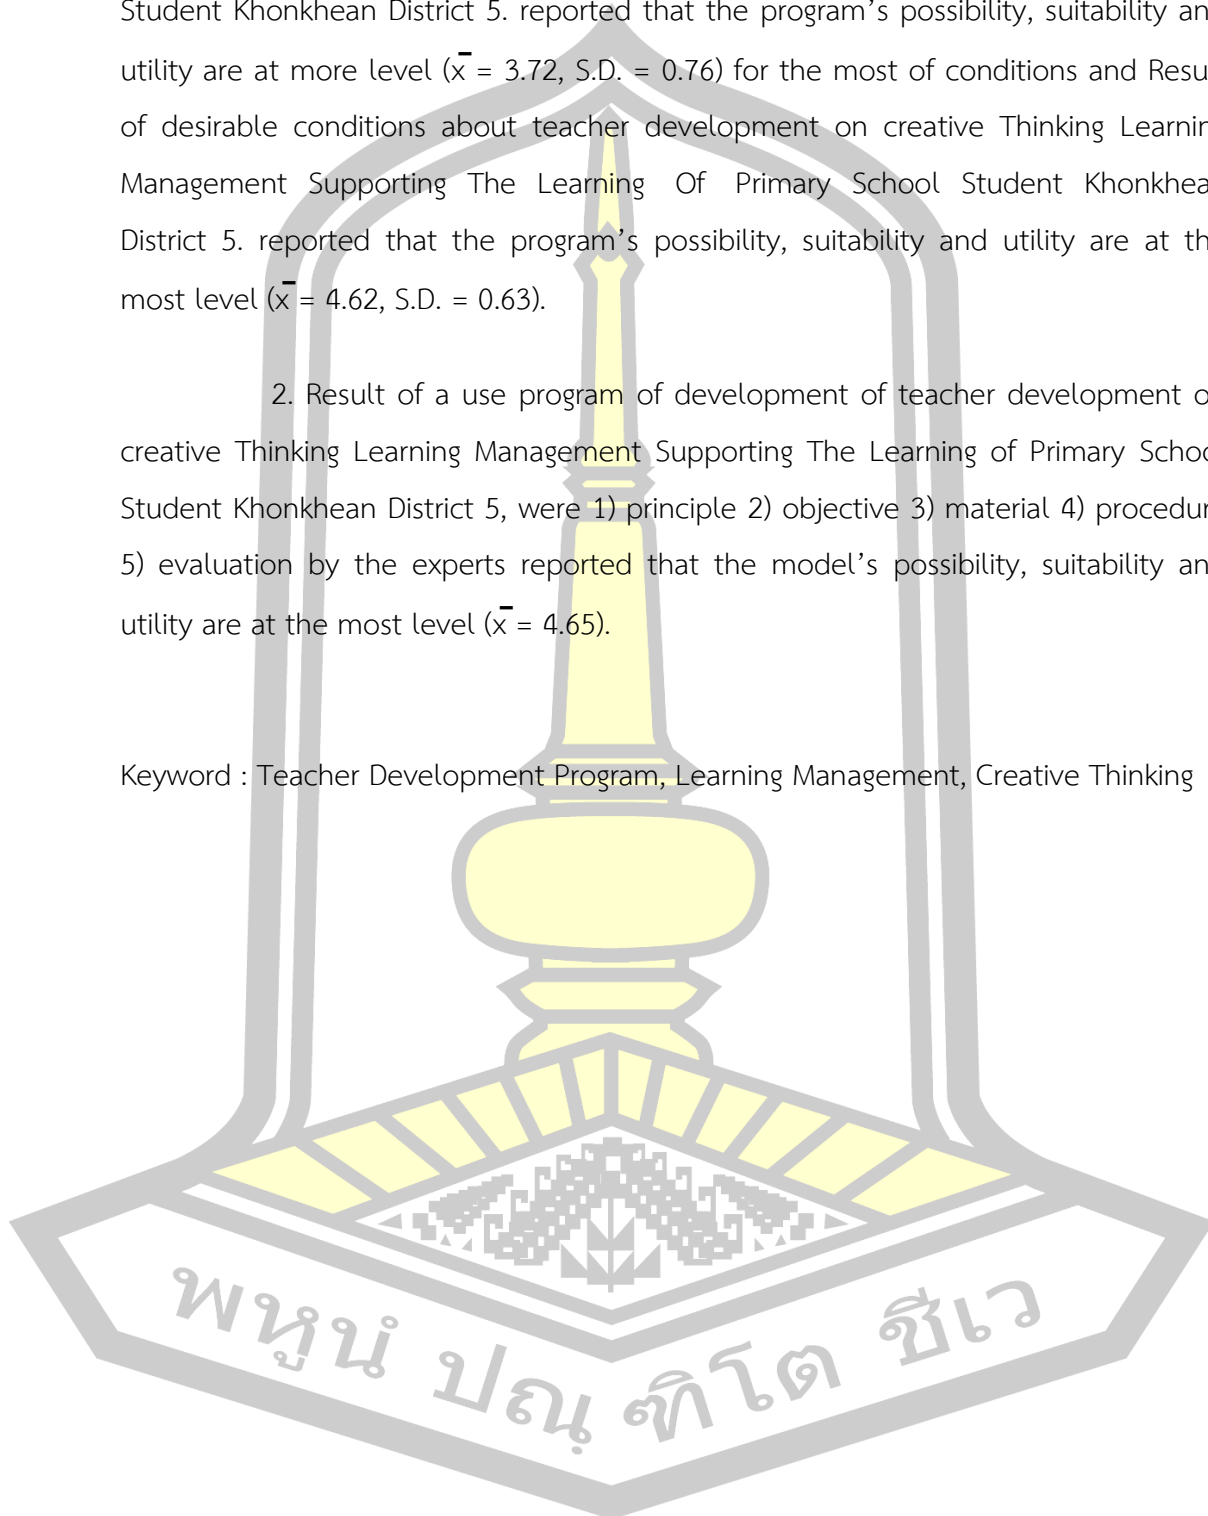 Student Khonkhean District 5. reported that the program’s possibility, suitability an
utility are at more level (x̄ = 3.72, S.D. = 0.76) for the most of conditions and Resu
of desirable conditions about teacher development on creative Thinking Learnin
Management Supporting The Learning Of Primary School Student Khonkhea
District 5. reported that the program’s possibility, suitability and utility are at th
most level (x̄ = 4.62, S.D. = 0.63).
2. Result of a use program of development of teacher development o
creative Thinking Learning Management Supporting The Learning of Primary Schoo
Student Khonkhean District 5, were 1) principle 2) objective 3) material 4) procedur
5) evaluation by the experts reported that the model’s possibility, suitability an
utility are at the most level (x̄ = 4.65).
Keyword : Teacher Development Program, Learning Management, Creative Thinking
พหูนํ ปณฺฑิโต ชีเว